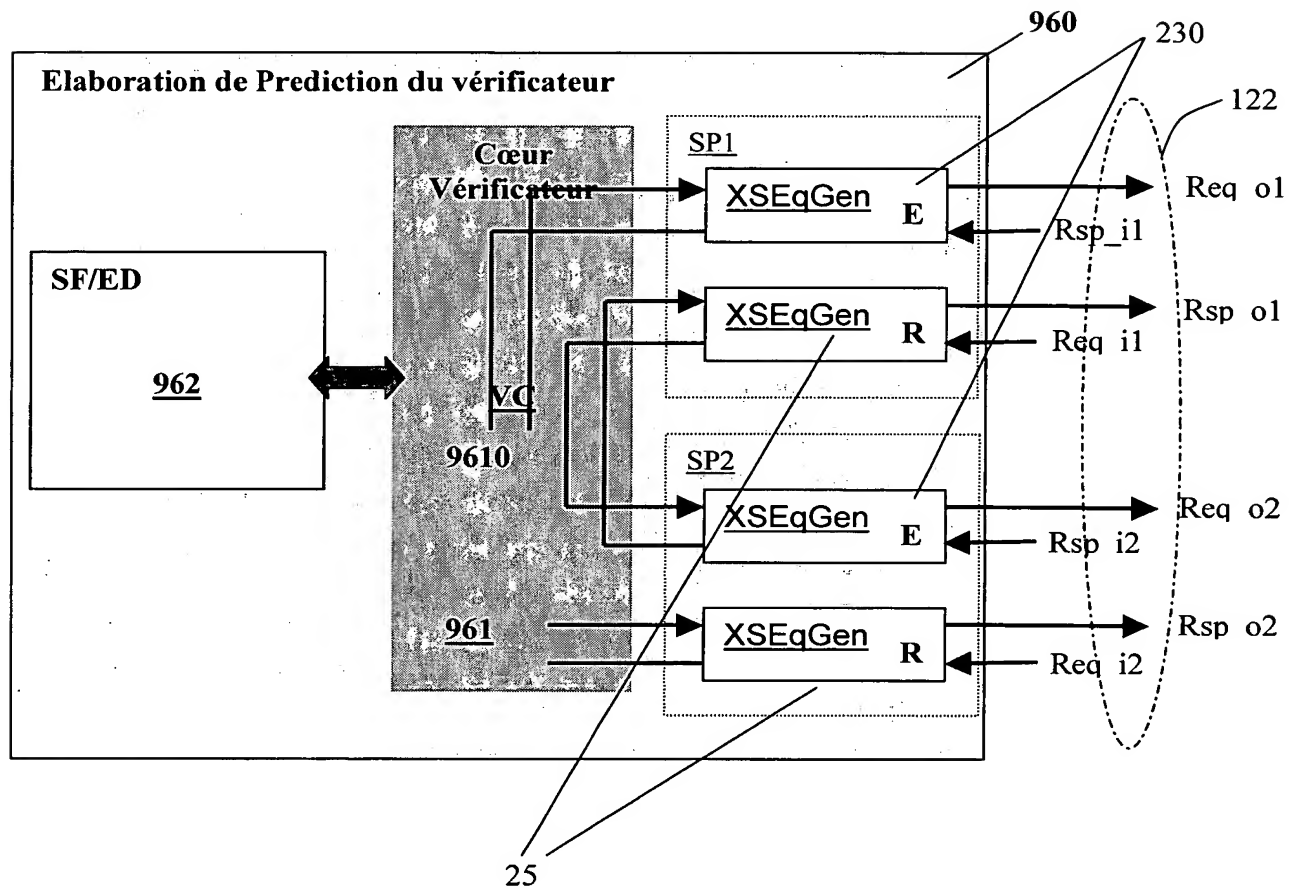 960
230
Elaboration de Prediction du vérificateur
122
Cœur
Vérificateur
SP1
XSEqGen
E
Req o1
Rsp_i1
SF/ED
XSEqGen
R
Rsp o1
Req i1
962
VC
9610
SP2
XSEqGen
E
Req o2
Rsp i2
961
XSEqGen
R
Rsp o2
Req i2
25